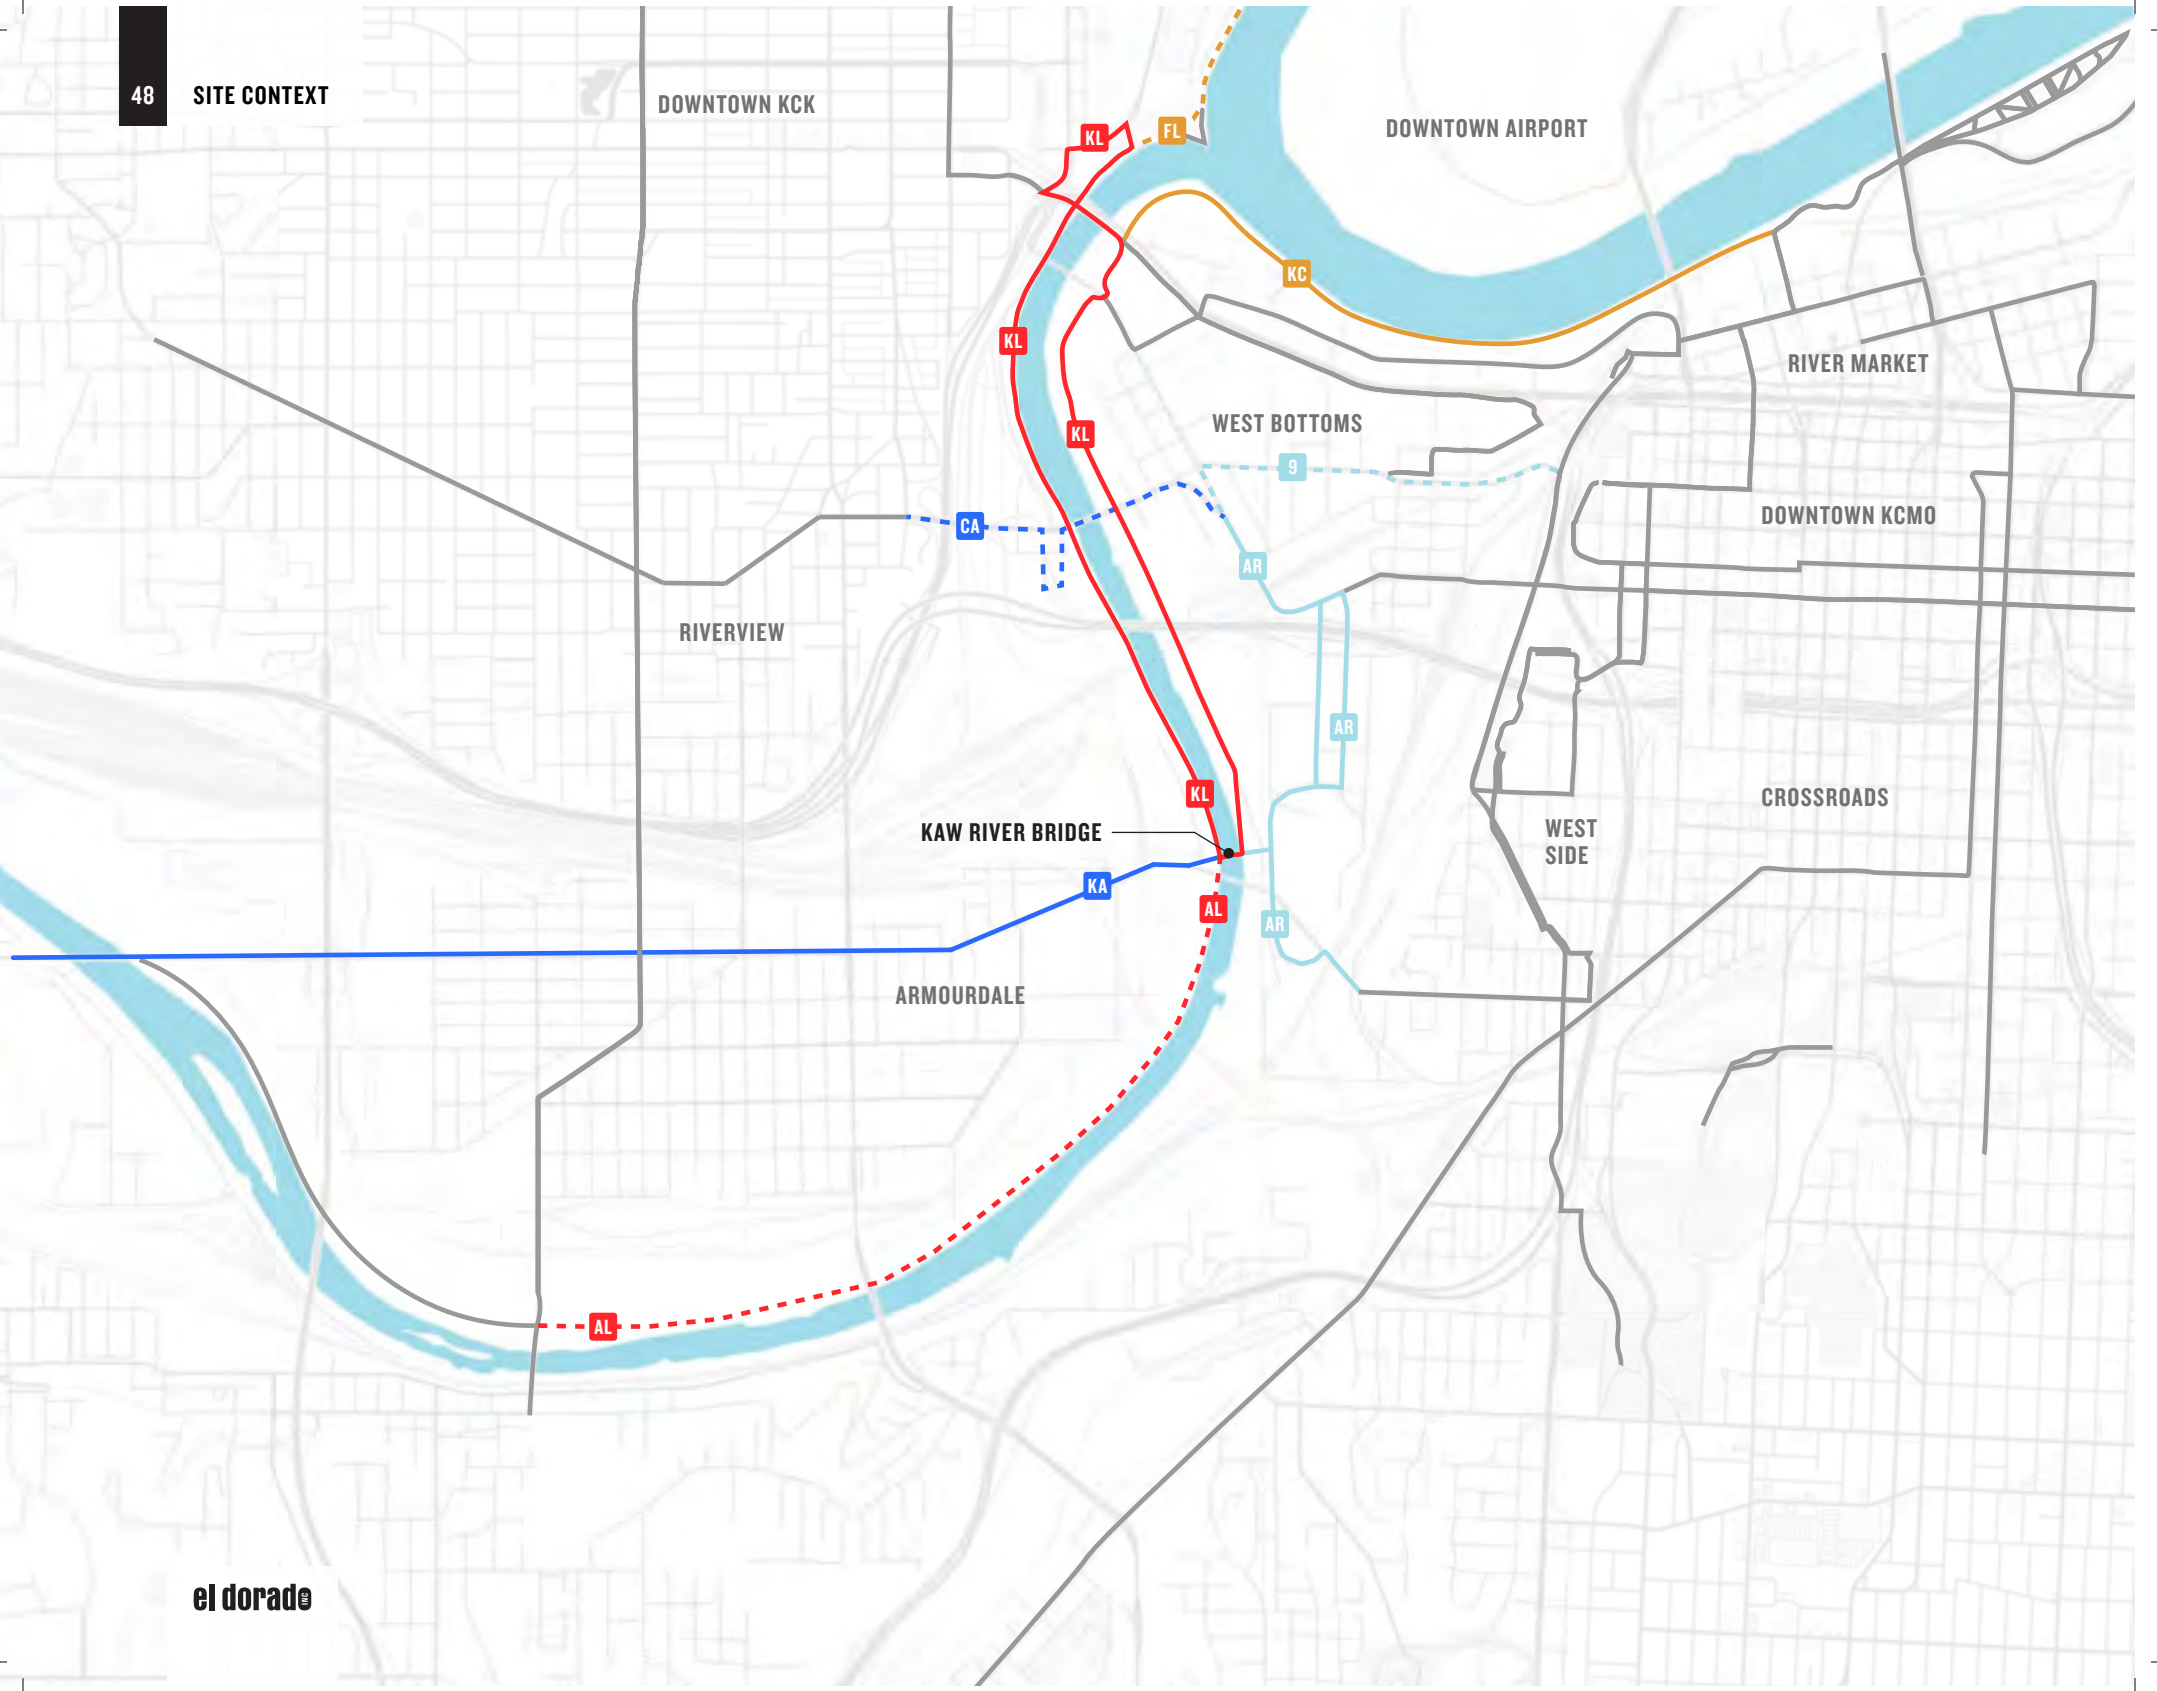 48 SITE CONTEXT
DOWNTOWN KCK
KL
FL
DOWNTOWN AIRPORT
KC
KL
RIVER MARKET
WEST BOTTOMS
KL
9
CA
DOWNTOWN KCMO
AR
RIVERVIEW
AR
KL
CROSSROADS
KAW RIVER BRIDGE
WEST
SIDE
KA
AL
AR
ARMOURDALE
AL
el dorado INC